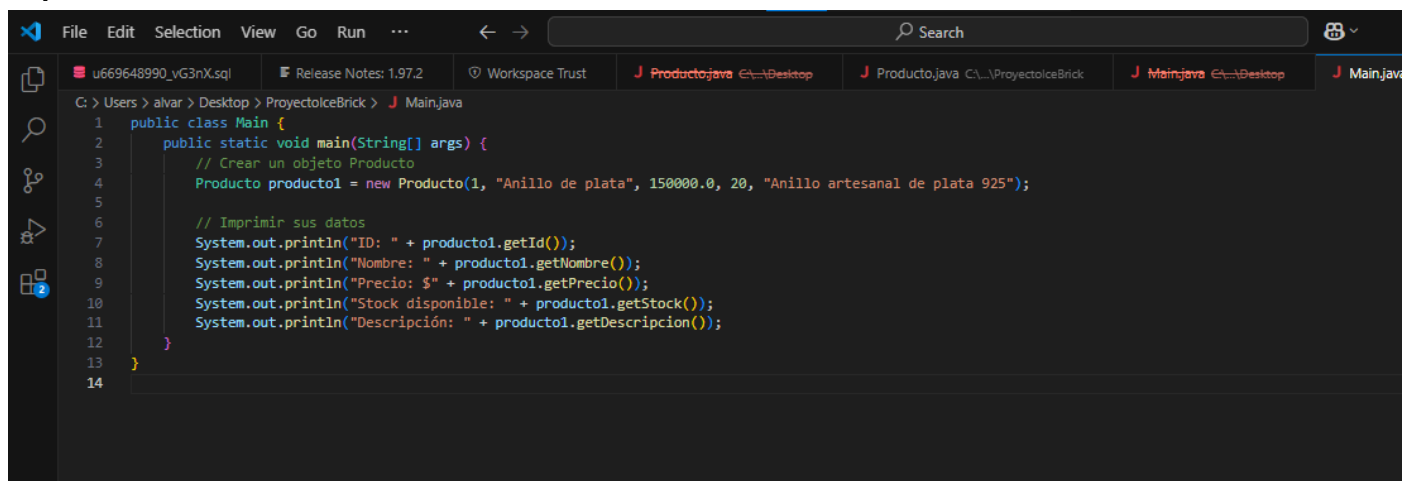 File Edit Selection View Go Run ··· ← → Search
u669648990_vG3nX.sql Release Notes: 1.97.2 Workspace Trust J Producto.java C:\...\Desktop J Producto.java C:\...\ProyectoIceBrick J Main.java C:\...\Desktop J Main.java
C: > Users > alvar > Desktop > ProyectoIceBrick > J Main.java
1 public class Main {
2 public static void main(String[] args) {
3 // Crear un objeto Producto
4 Producto producto1 = new Producto(1, "Anillo de plata", 150000.0, 20, "Anillo artesanal de plata 925");
5
6 // Imprimir sus datos
7 System.out.println("ID: " + producto1.getId());
8 System.out.println("Nombre: " + producto1.getNombre());
9 System.out.println("Precio: $" + producto1.getPrecio());
10 System.out.println("Stock disponible: " + producto1.getStock());
11 System.out.println("Descripción: " + producto1.getDescripcion());
12 }
13 }
14
2